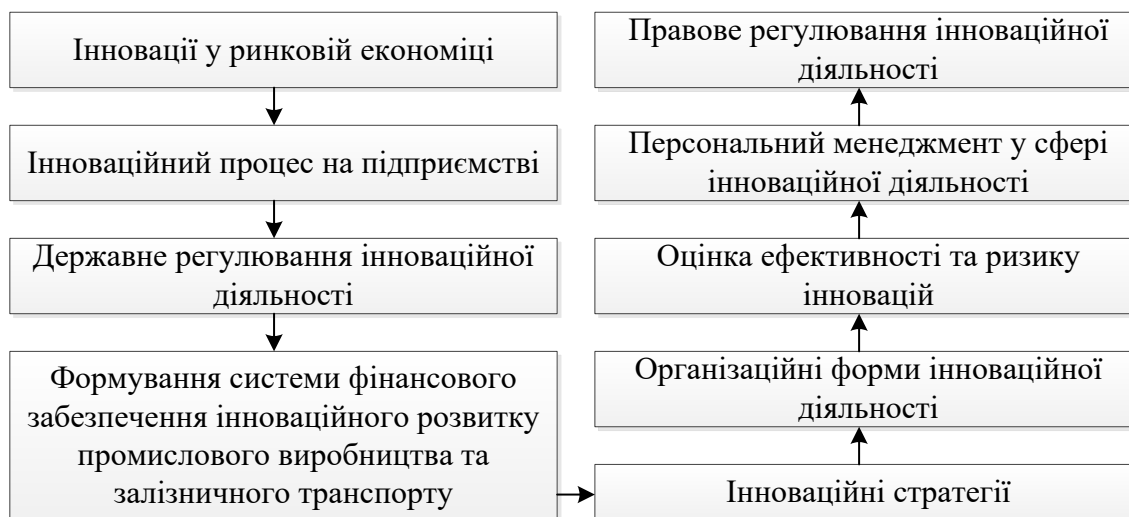 Інновації у ринковій економіці
Інноваційний процес на підприємстві
Державне регулювання інноваційної
діяльності
Формування системи фінансового
забезпечення інноваційного розвитку
промислового виробництва та
залізничного транспорту
Інноваційні стратегії
Організаційні форми інноваційної
діяльності
Оцінка ефективності та ризику
інновацій
Персональний менеджмент у сфері
інноваційної діяльності
Правове регулювання інноваційної
діяльності